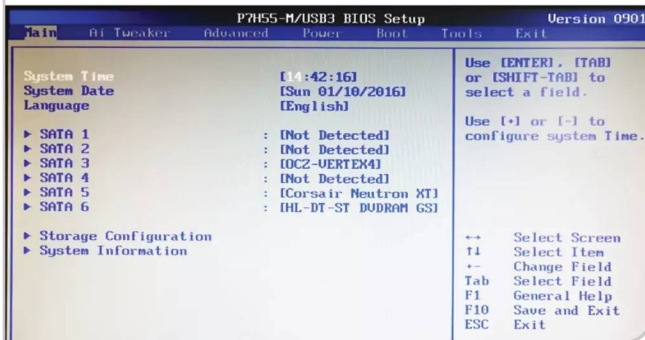 P7H55-M/USB3 BIOS Setup Version 0901
Main Ai Tweaker Advanced Power Boot Tools Exit
System Time [14:42:16]
System Date [Sun 01/10/2016]
Language [English]
► SATA 1 : [Not Detected]
► SATA 2 : [Not Detected]
► SATA 3 : [OCZ-VERTEX4]
► SATA 4 : [Not Detected]
► SATA 5 : [Corsair Neutron XT]
► SATA 6 : [HL-DT-ST DVDRAM GS]
► Storage Configuration
► System Information
Use [ENTER], [TAB]
or [SHIFT-TAB] to
select a field.
Use [+] or [-] to
configure system Time.
←→ Select Screen
↑↓ Select Item
+- Change Field
Tab Select Field
F1 General Help
F10 Save and Exit
ESC Exit